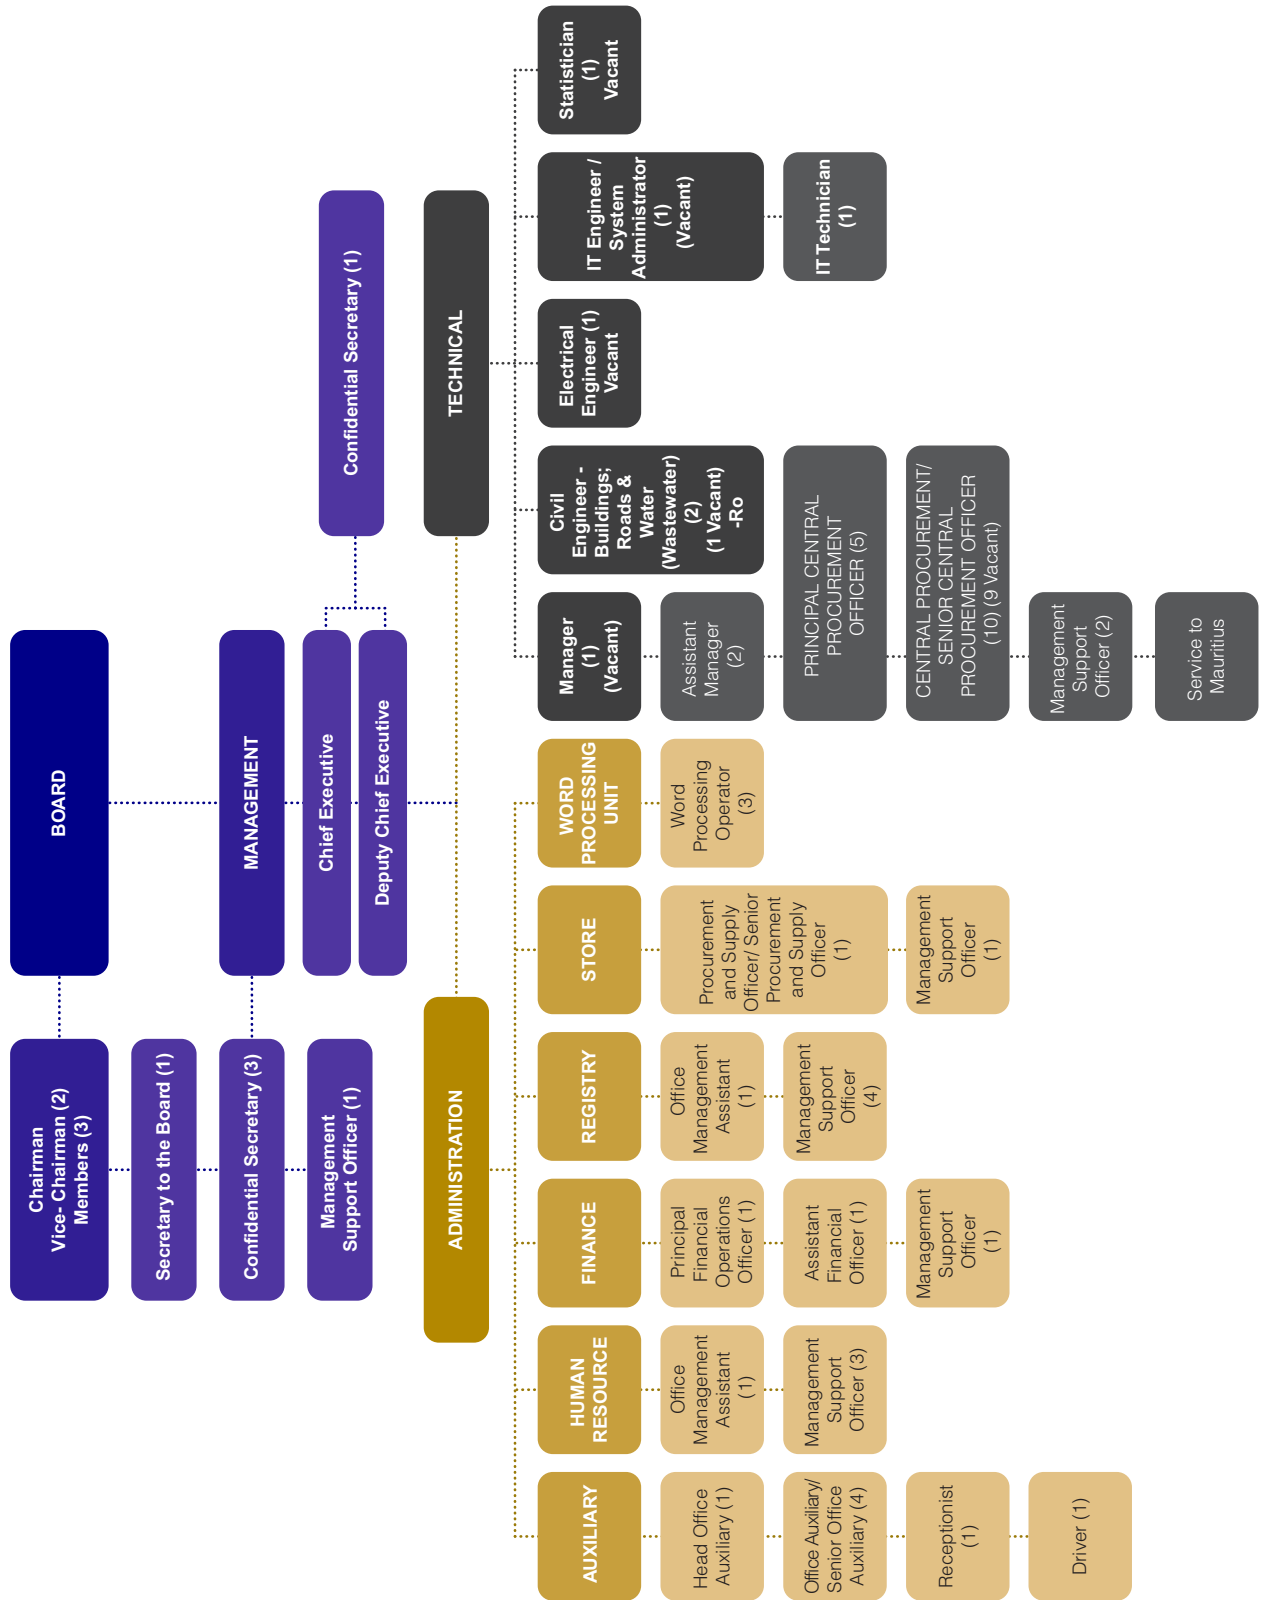 BOARD
Chairman
Vice- Chairman (2)
Members (3)
Secretary to the Board (1)
Confidential Secretary (3)
Management
Support Officer (1)
MANAGEMENT
Chief Executive
Deputy Chief Executive
Confidential Secretary (1)
ADMINISTRATION
TECHNICAL
AUXILIARY
Head Office
Auxiliary (1)
Office Auxiliary/
Senior Office
Auxiliary (4)
Receptionist
(1)
Driver (1)
HUMAN
RESOURCE
Office
Management
Assistant
(1)
Management
Support
Officer (3)
FINANCE
Principal
Financial
Operations
Officer (1)
Assistant
Financial
Officer (1)
Management
Support
Officer
(1)
REGISTRY
Office
Management
Assistant
(1)
Management
Support
Officer
(4)
STORE
Procurement
and Supply
Officer/ Senior
Procurement
and Supply
Officer
(1)
Management
Support
Officer
(1)
WORD
PROCESSING
UNIT
Word
Processing
Operator
(3)
Manager
(1)
(Vacant)
Assistant
Manager
(2)
PRINCIPAL CENTRAL
PROCUREMENT
OFFICER (5)
CENTRAL PROCUREMENT/
SENIOR CENTRAL
PROCUREMENT OFFICER
(10) (9 Vacant)
Management
Support
Officer (2)
Service to
Mauritius
Civil
Engineer -
Buildings;
Roads &
Water
(Wastewater)
(2)
(1 Vacant)
-Ro
Electrical
Engineer (1)
Vacant
IT Engineer /
System
Administrator
(1)
(Vacant)
IT Technician
(1)
Statistician
(1)
Vacant